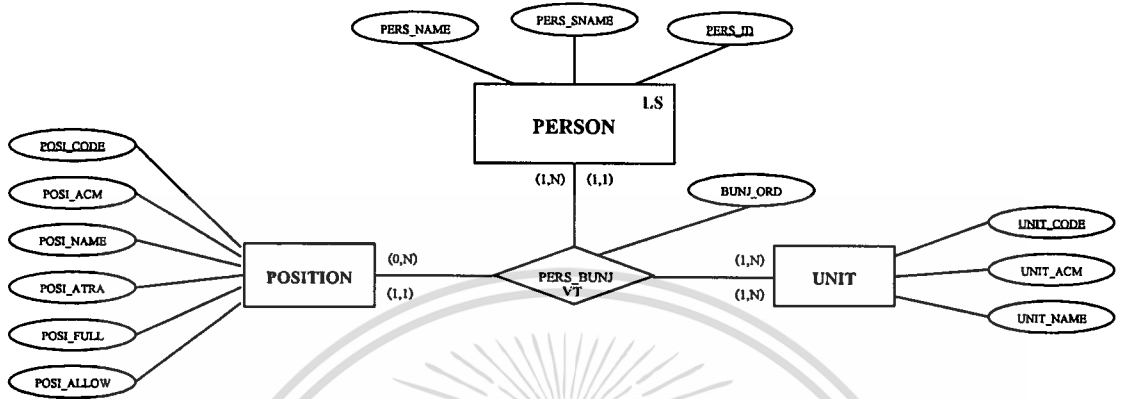 PERS_NAME
PERS_SNAME
PERS_ID
LS
PERSON
(1,N) (1,1)
BUNJ_ORD
POSI_CODE
POSI_ACM
POSI_NAME
POSI_ATRA
POSI_FULL
POSI_ALLOW
POSITION
(0,N)
(1,1)
PERS_BUNJ
VT
(1,N)
(1,N)
UNIT
UNIT_CODE
UNIT_ACM
UNIT_NAME